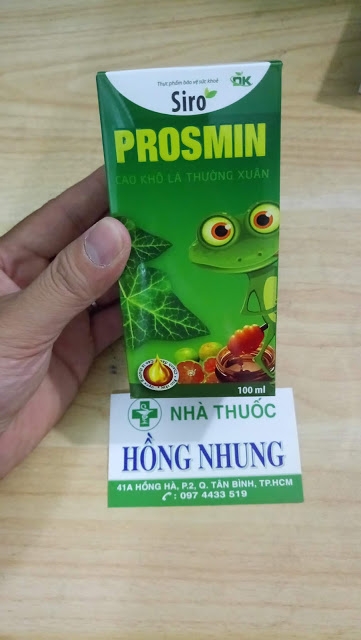 Thực phẩm bảo vệ sức khoẻ
DK
Siro
PROSMIN
CAO KHÔ LÁ THƯỜNG XUÂN
100 ml
NHÀ THUỐC
HỒNG NHUNG
41A HỒNG HÀ, P.2, Q. TÂN BÌNH, TP.HCM
: 097 4433 519